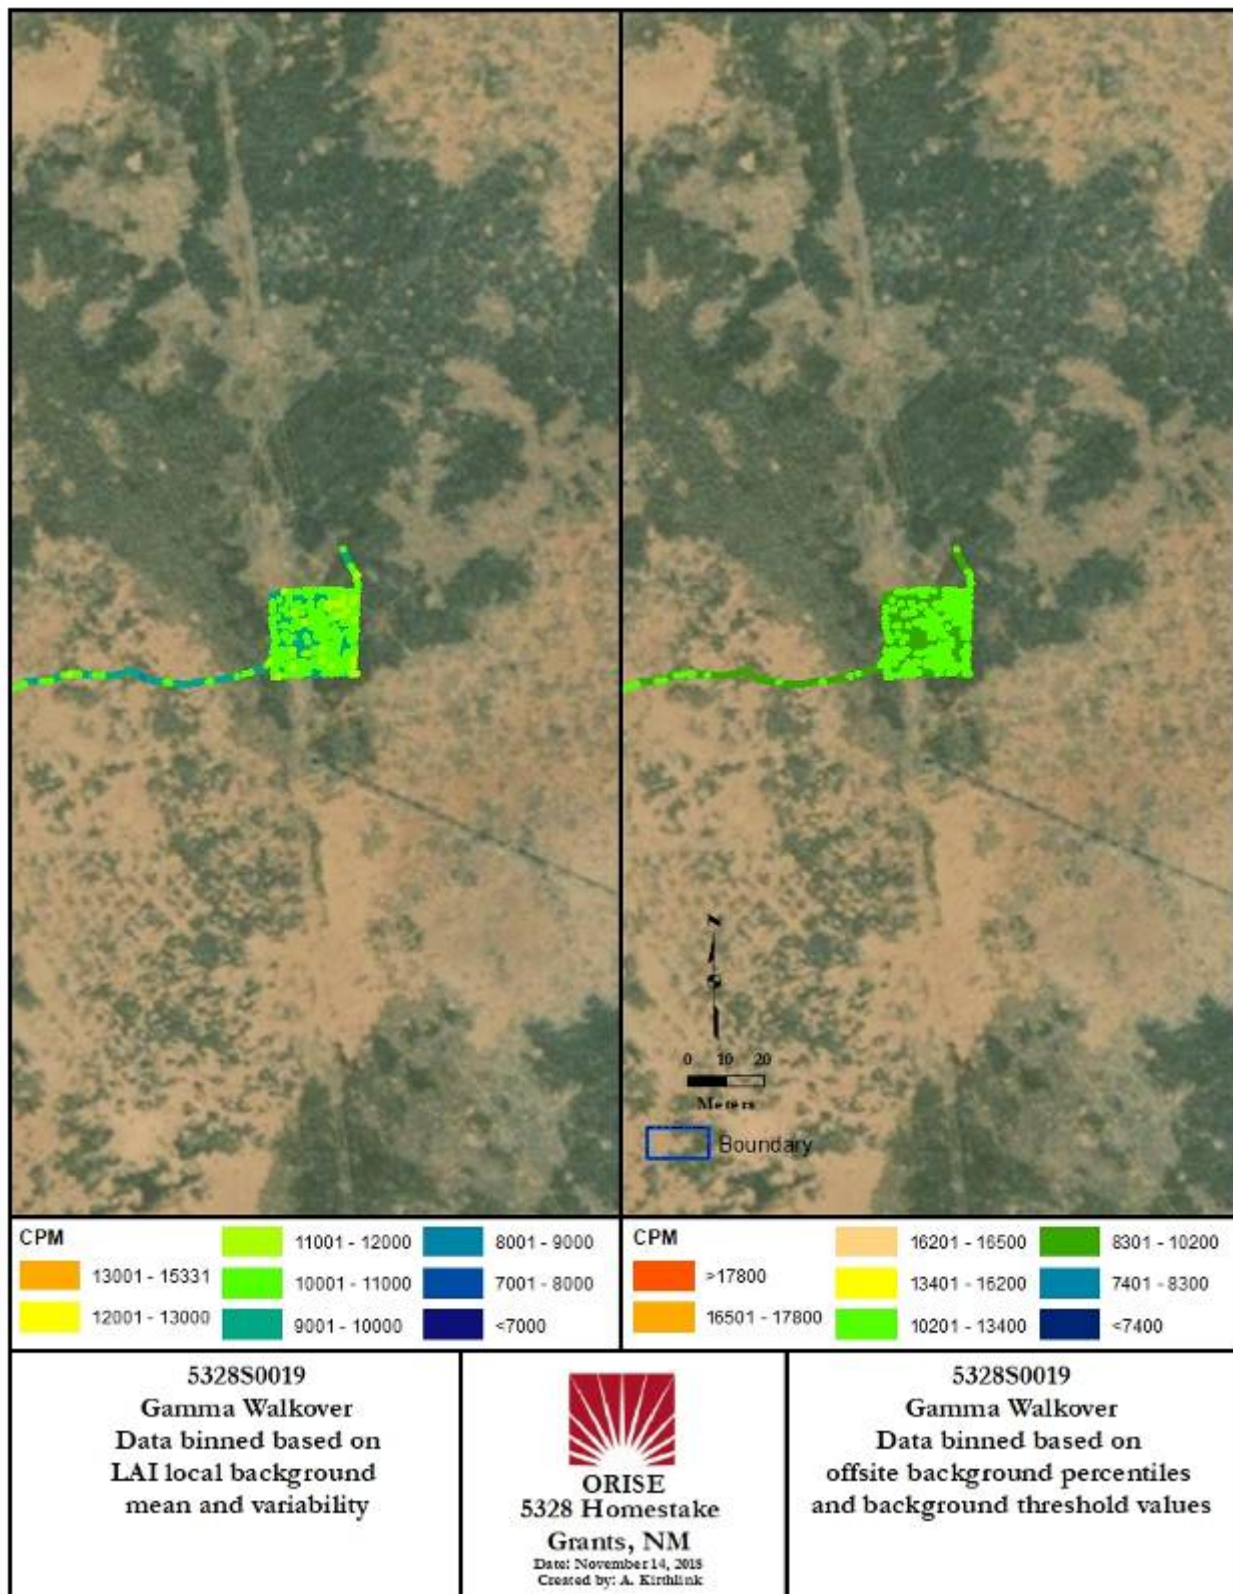 N
0 10 20
Meters
Boundary
CPM
13001 - 15331
12001 - 13000
11001 - 12000
10001 - 11000
9001 - 10000
8001 - 9000
7001 - 8000
<7000
CPM
>17800
16501 - 17800
16201 - 16500
13401 - 16200
10201 - 13400
8301 - 10200
7401 - 8300
<7400
5328S0019
Gamma Walkover
Data binned based on
LAI local background
mean and variability
ORISE
5328 Homestake
Grants, NM
Date: November 14, 2018
Created by: A. Kirthlink
5328S0019
Gamma Walkover
Data binned based on
offsite background percentiles
and background threshold values